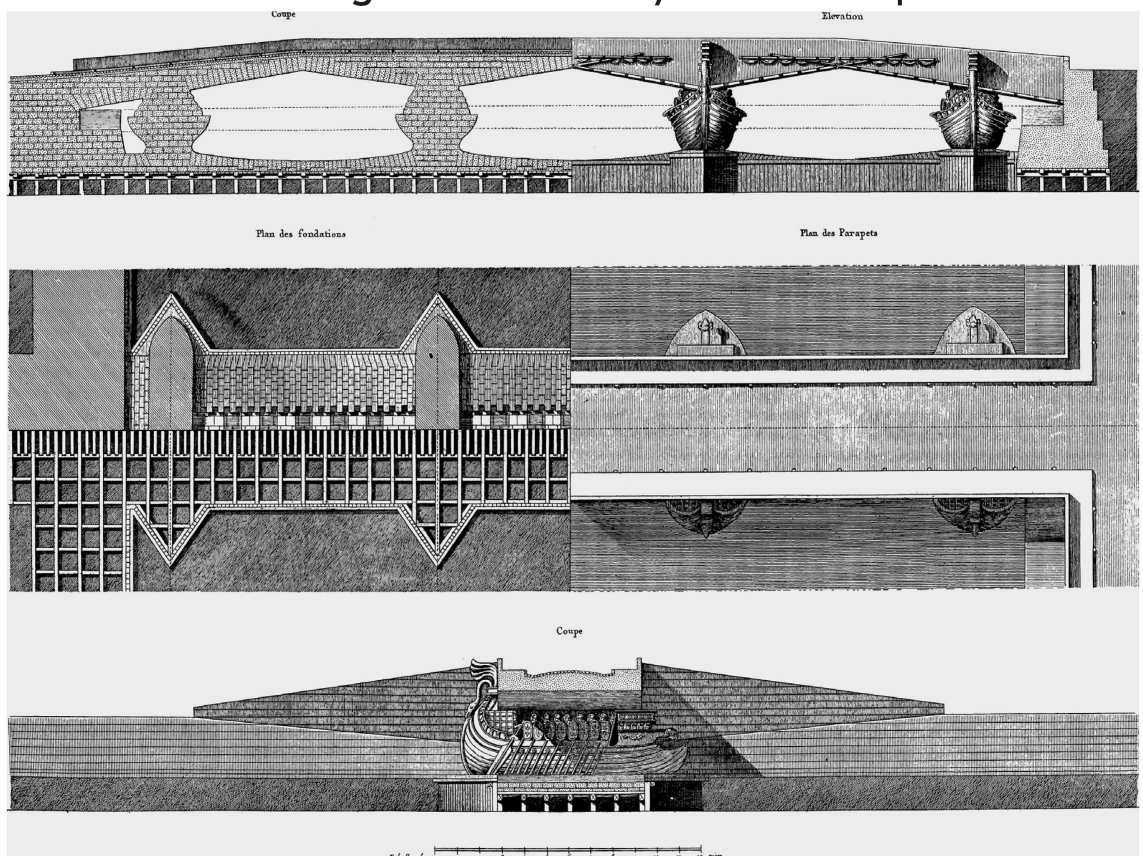 Coupe
Elevation
Plan des fondations
Plan des Parapets
Coupe